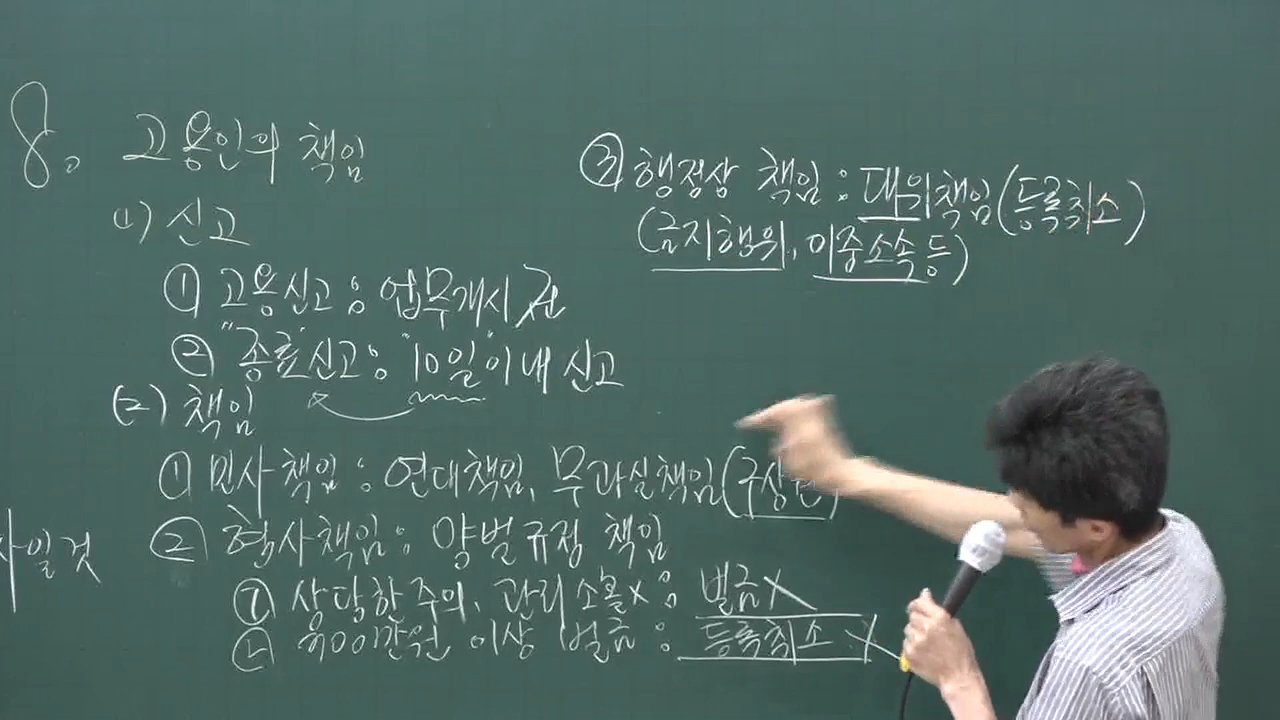 8. 고용인의 책임
(1) 신고
① 고용신고 : 업무개시 전
② "종료"신고 : "10일"이내 신고
(2) 책임
① 민사책임 : 연대책임, 무과실책임(구상권)
② 형사책임 : 양벌규정 책임
㉠ 상당한 주의, 관리 소홀x : 벌금X
㉡ 300만원 이상 벌금 : 등록취소 X
③ 행정상 책임 : 대위책임(등록취소)
(금지행위, 이중소속 등)
일것